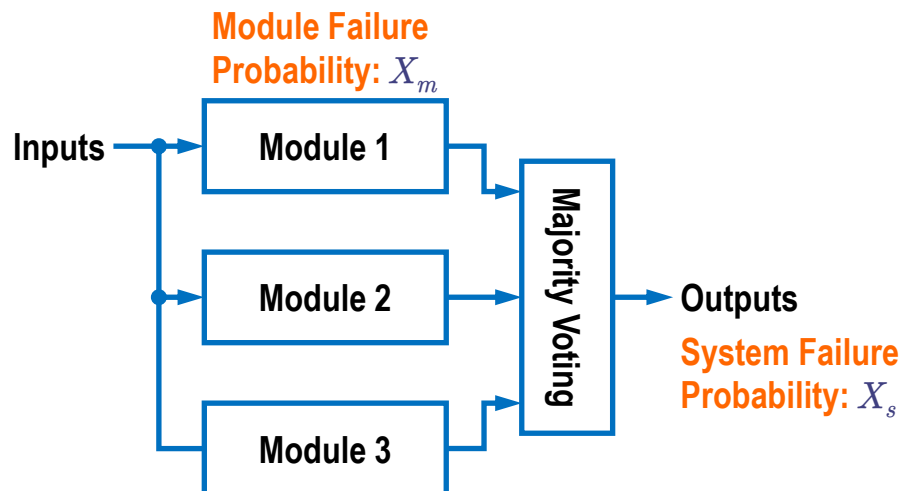 Module Failure
Probability: Xₘ
Inputs
Module 1
Module 2
Module 3
Majority Voting
Outputs
System Failure
Probability: Xₛ